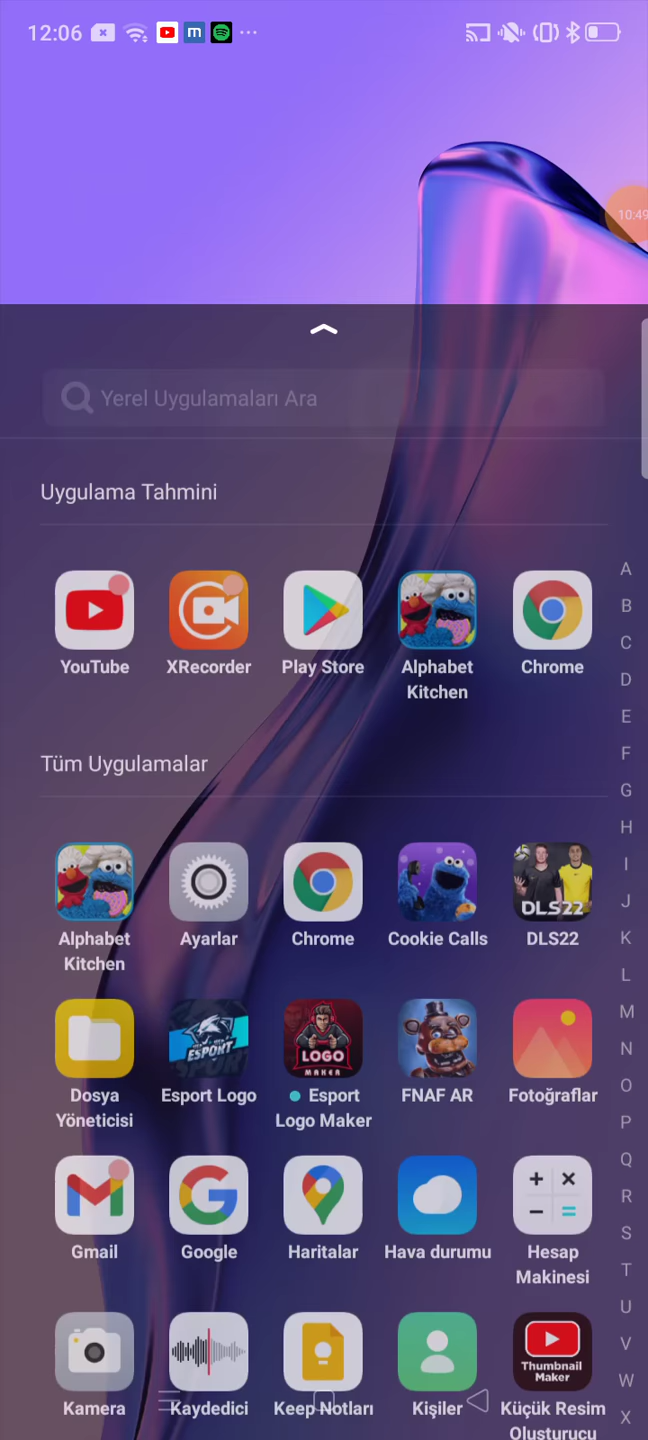 12:06
m
10:49
Yerel Uygulamaları Ara
Uygulama Tahmini
YouTube
XRecorder
Play Store
Alphabet
Kitchen
Chrome
Tüm Uygulamalar
Alphabet
Kitchen
Ayarlar
Chrome
Cookie Calls
DLS22
DLS22
Dosya
Yöneticisi
ESPORT
Esport Logo
LOGO
MAKER
Esport
Logo Maker
FNAF AR
Fotoğraflar
Gmail
Google
Haritalar
Hava durumu
Hesap
Makinesi
Kamera
Kaydedici
Keep Notları
Kişiler
Thumbnail
Maker
Küçük Resim
Oluşturucu
A
B
C
D
E
F
G
H
I
J
K
L
M
N
O
P
Q
R
S
T
U
V
W
X